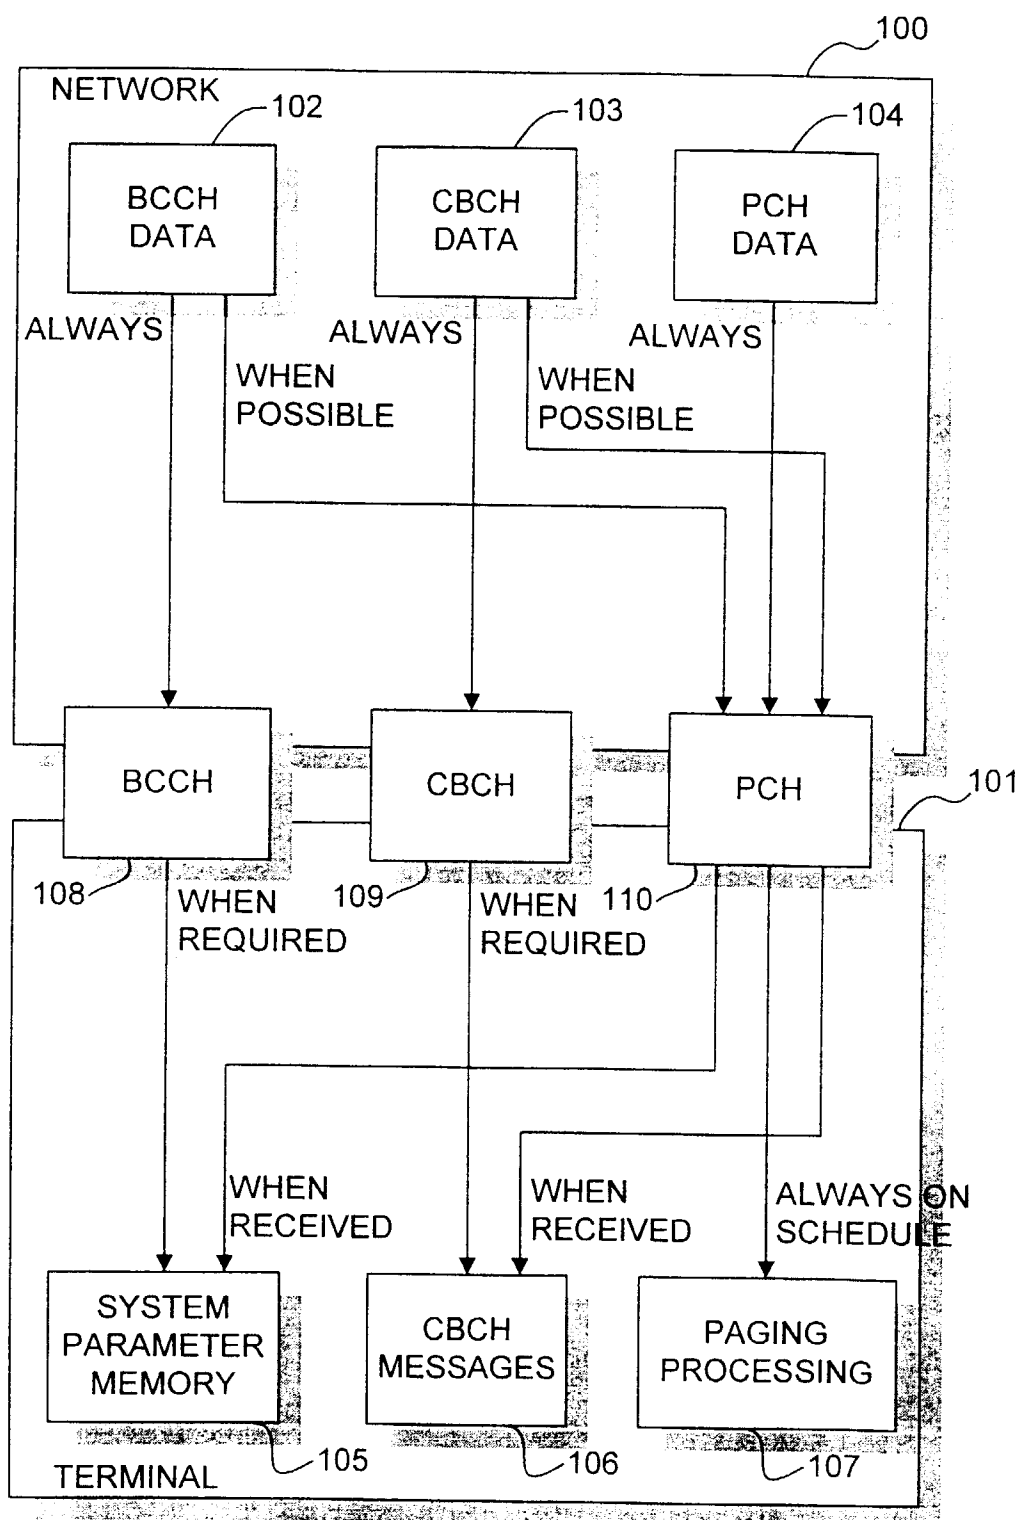 100
NETWORK
102
103
104
BCCH
DATA
CBCH
DATA
PCH
DATA
ALWAYS
ALWAYS
ALWAYS
WHEN
POSSIBLE
WHEN
POSSIBLE
BCCH
CBCH
PCH
101
108
109
110
WHEN
REQUIRED
WHEN
REQUIRED
WHEN
RECEIVED
WHEN
RECEIVED
ALWAYS ON
SCHEDULE
SYSTEM
PARAMETER
MEMORY
CBCH
MESSAGES
PAGING
PROCESSING
105
106
107
TERMINAL